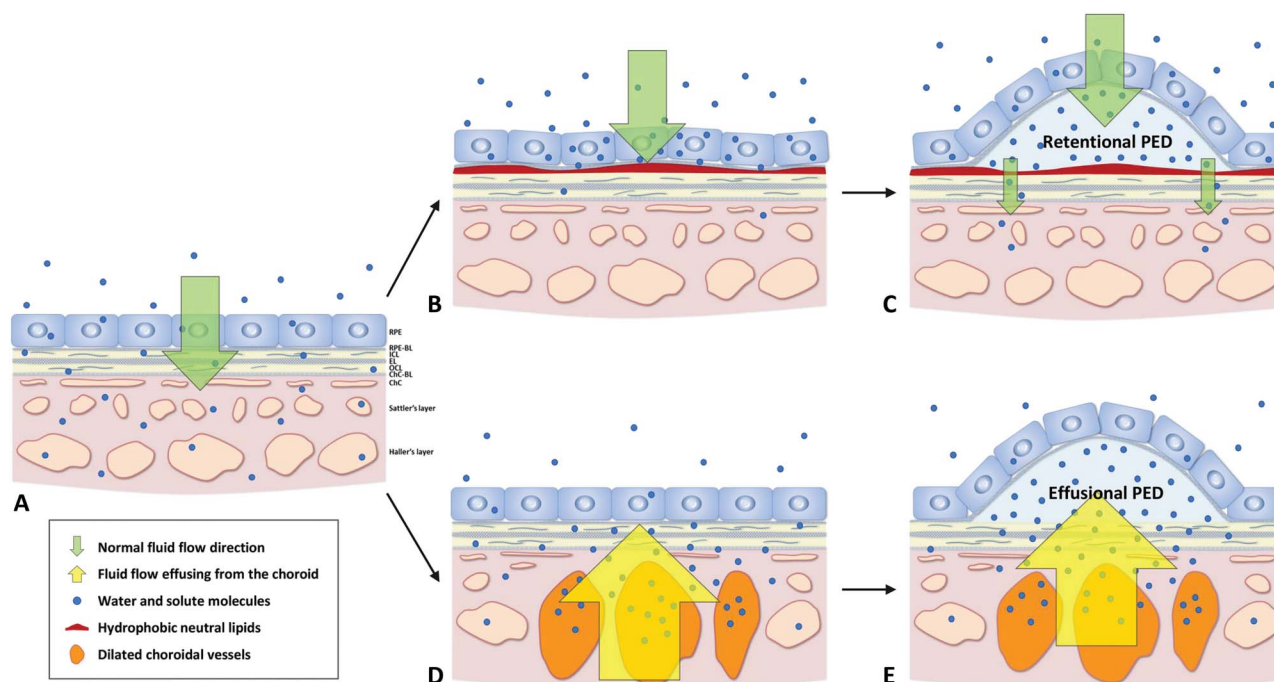 B
Retentional PED
C
RPE
RPE-BL
ICL
EL
OCL
ChC-BL
ChC
Sattler's layer
Haller's layer
A
Normal fluid flow direction
Fluid flow effusing from the choroid
Water and solute molecules
Hydrophobic neutral lipids
Dilated choroidal vessels
D
Effusional PED
E